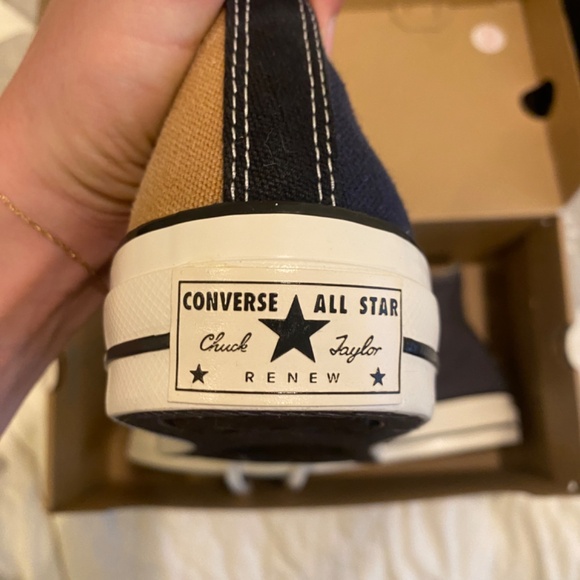 CONVERSE ALL STAR
Chuck Taylor
RENEW